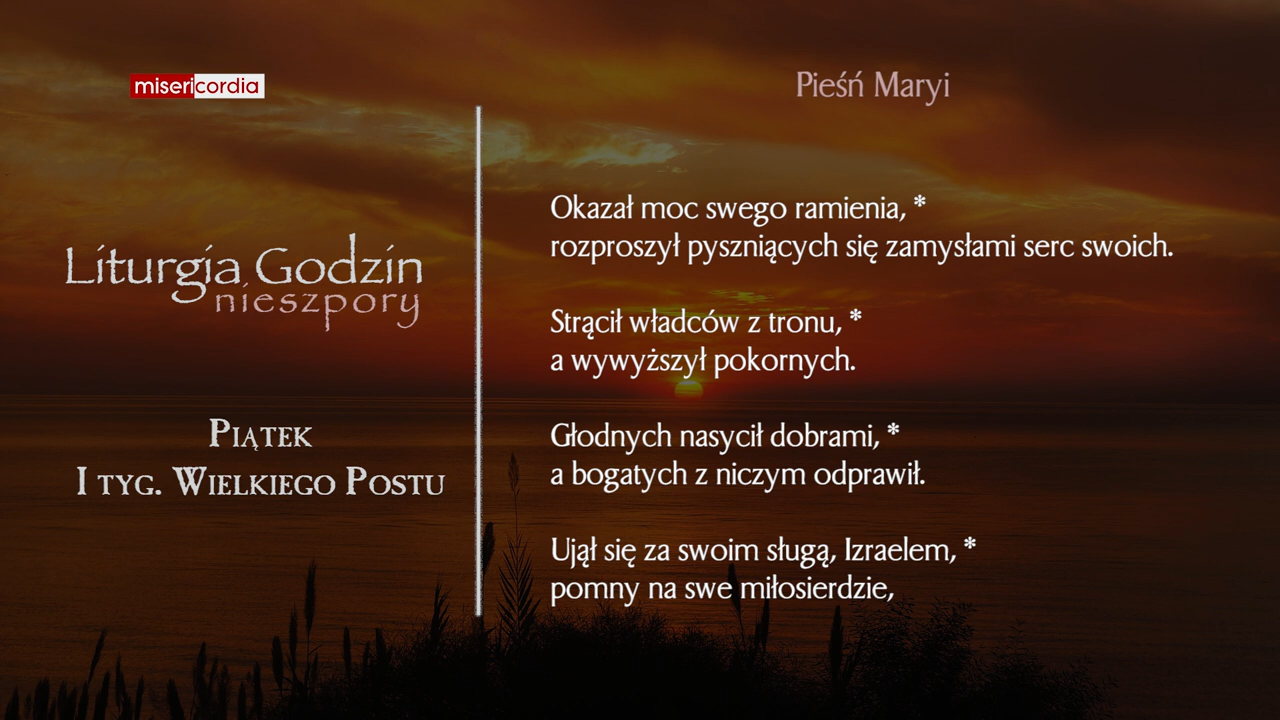 misericordia
Liturgia Godzin
nieszpory
Piątek
I tyg. Wielkiego Postu
Pieśń Maryi
Okazał moc swego ramienia, *
rozproszył pyszniących się zamysłami serc swoich.
Strącił władców z tronu, *
a wywyższył pokornych.
Głodnych nasycił dobrami, *
a bogatych z niczym odprawił.
Ujął się za swoim sługą, Izraelem, *
pomny na swe miłosierdzie,